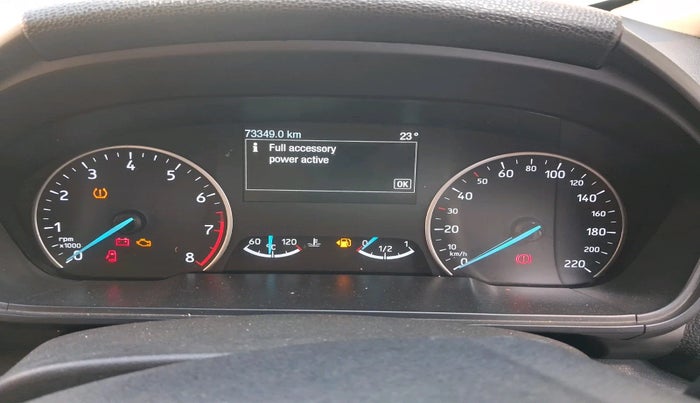 73349.0 km 23°
i Full accessory
power active
OK
0 1 2 3 4 5 6 7 8
rpm
x1000
60 °C 120
0 1/2 1
0 10 20 30 40 50 60 80 100 120 140 160 180 200 220
km/h